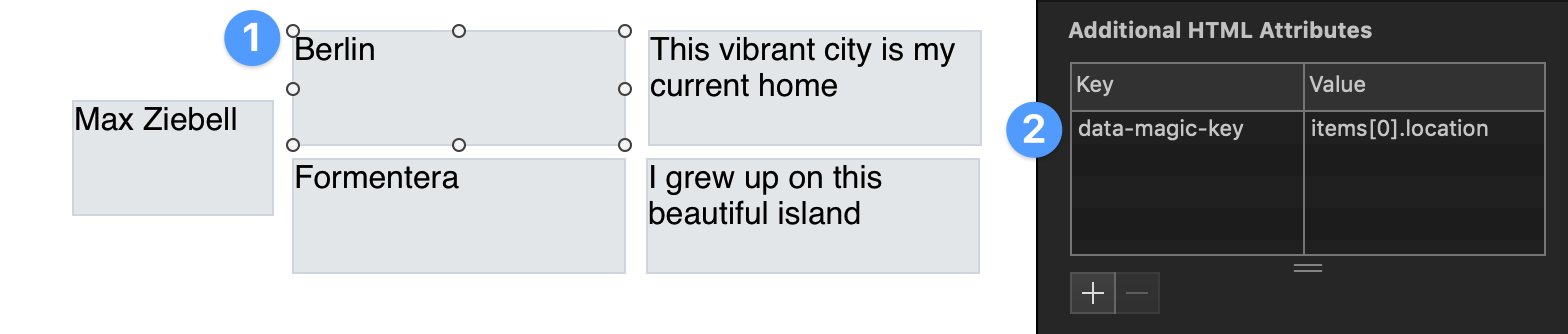 1
Berlin
This vibrant city is my
current home
Max Ziebell
Formentera
I grew up on this
beautiful island
Additional HTML Attributes
Key Value
2
data-magic-key items[0].location